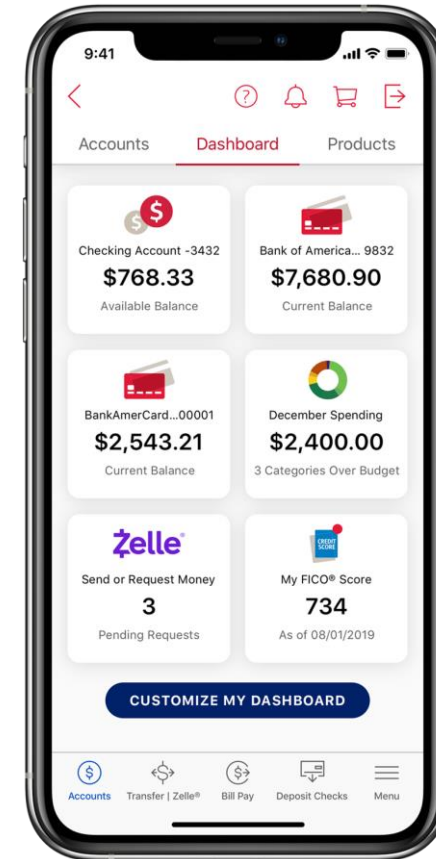 9:41
Accounts Dashboard Products
Checking Account -3432
$768.33
Available Balance
Bank of America... 9832
$7,680.90
Current Balance
BankAmerCard...00001
$2,543.21
Current Balance
December Spending
$2,400.00
3 Categories Over Budget
Zelle®
Send or Request Money
3
Pending Requests
CREDIT
SCORE
My FICO® Score
734
As of 08/01/2019
CUSTOMIZE MY DASHBOARD
Accounts Transfer | Zelle® Bill Pay Deposit Checks Menu